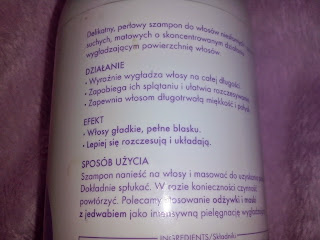 Delikatny, perłowy szampon do włosów
suchych, matowych o skoncentrowanym działaniu
wygładzającym powierzchnię włosów.
DZIAŁANIE
• Wyraźnie wygładza włosy na całej długości.
• Zapobiega ich splątaniu i ułatwia rozczesywanie.
• Zapewnia włosom długotrwałą miękkość i połysk.
EFEKT
• Włosy gładkie, pełne blasku.
• Lepiej się rozczesują i układają.
SPOSÓB UŻYCIA
Szampon nanieść na włosy i masować do uzyskania
Dokładnie spłukać. W razie konieczności czynność
powtórzyć. Polecamy stosowanie odżywki i maski
z jedwabiem jako intensywną pielęgnację
INGREDIENTS/Składniki